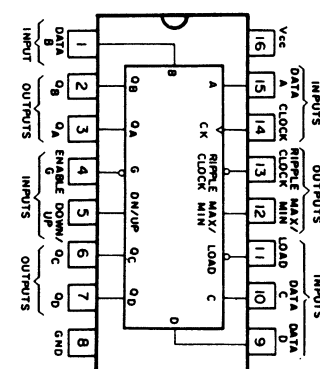 INPUT
DATA B
1
16
Vcc
OUTPUTS
QB
2
15
DATA A
INPUTS
QA
3
14
CLOCK
INPUTS
ENABLE G
4
13
RIPPLE CLOCK
OUTPUTS
DOWN/UP
5
12
MAX/MIN
OUTPUTS
QC
6
11
LOAD
INPUTS
QD
7
10
DATA C
GND
8
9
DATA D
B
QB
A
QA
CK
G
RIPPLE CLOCK
DN/UP
MAX/MIN
QC
LOAD
QD
C
D